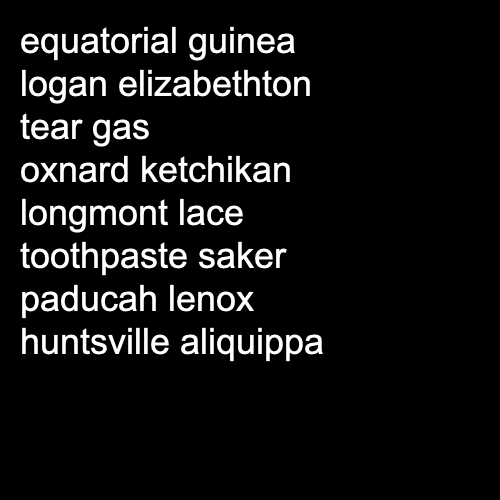 equatorial guinea
logan elizabethton
tear gas
oxnard ketchikan
longmont lace
toothpaste saker
paducah lenox
huntsville aliquippa